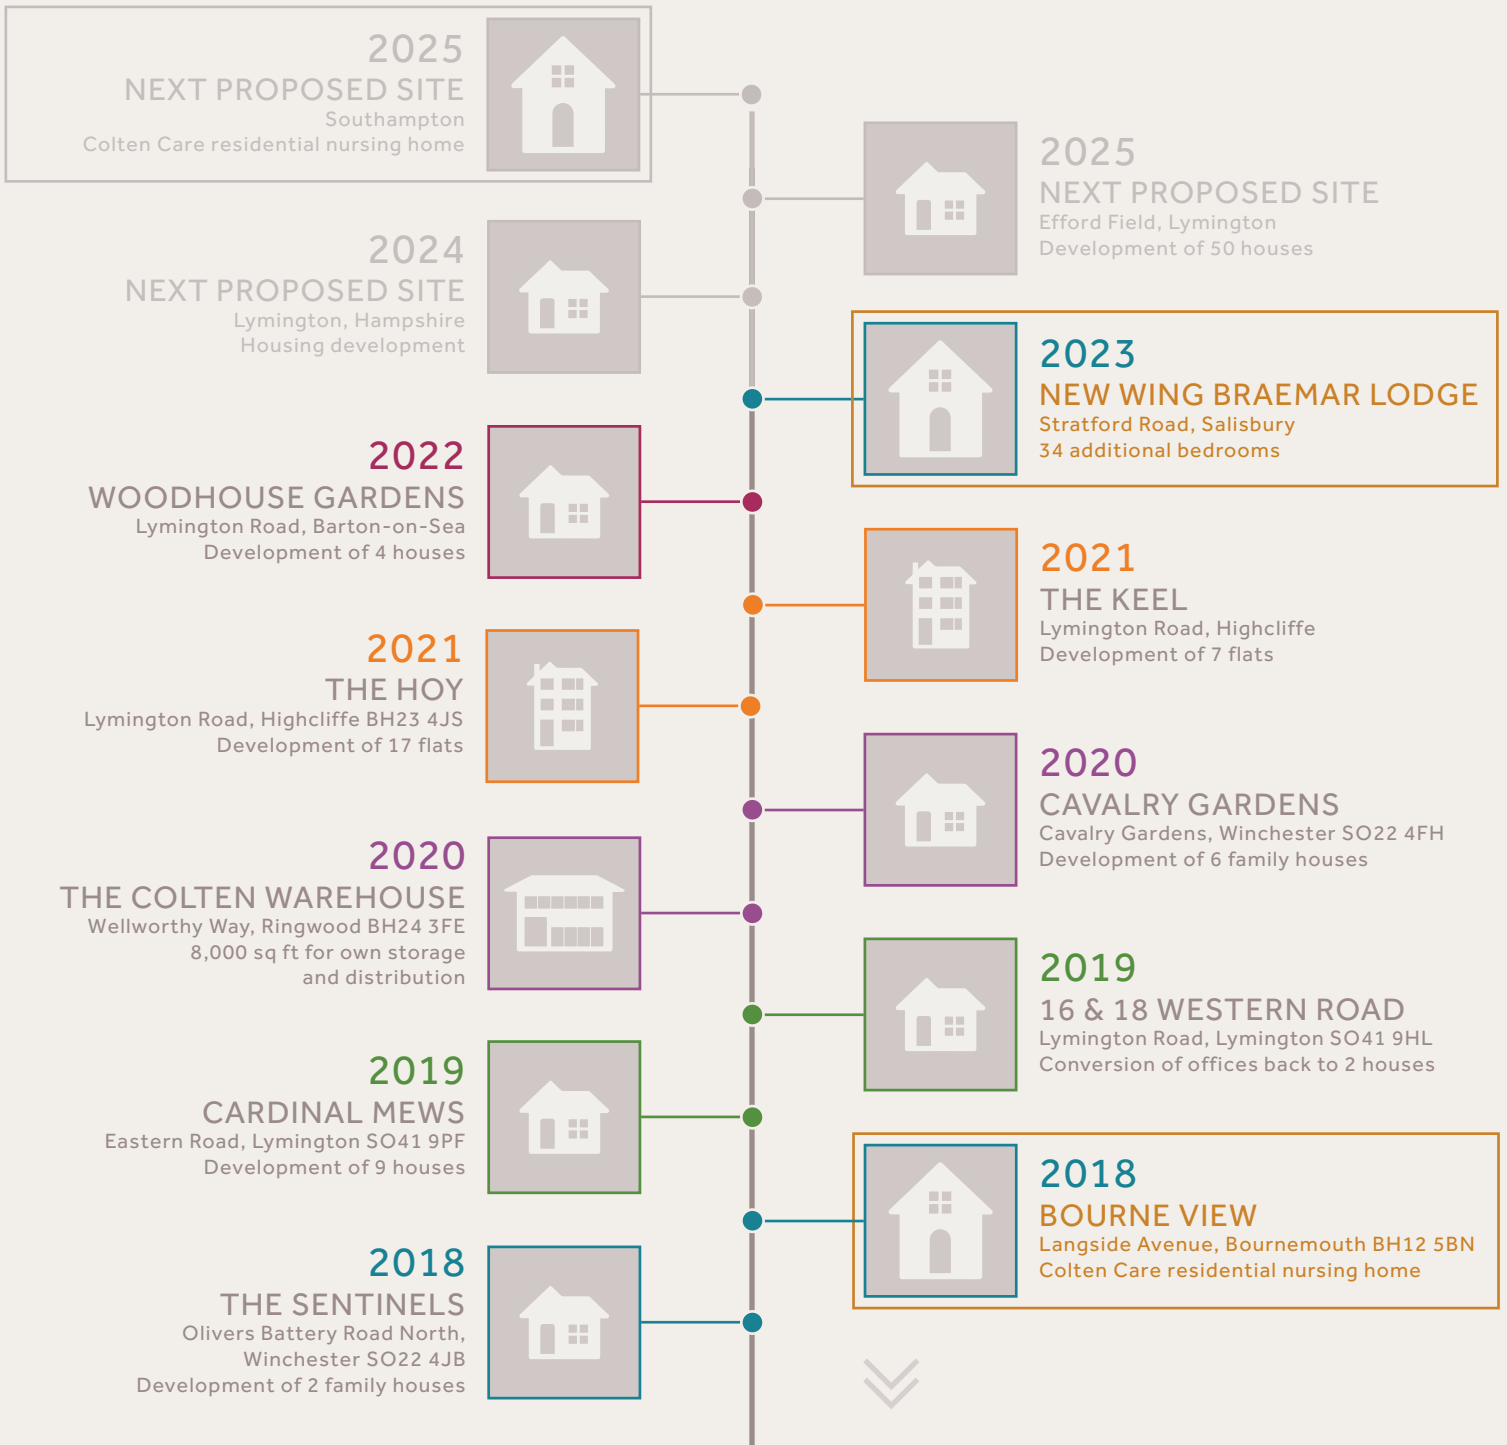 2025
NEXT PROPOSED SITE
Southampton
Colten Care residential nursing home
2025
NEXT PROPOSED SITE
Efford Field, Lymington
Development of 50 houses
2024
NEXT PROPOSED SITE
Lymington, Hampshire
Housing development
2023
NEW WING BRAEMAR LODGE
Stratford Road, Salisbury
34 additional bedrooms
2022
WOODHOUSE GARDENS
Lymington Road, Barton-on-Sea
Development of 4 houses
2021
THE KEEL
Lymington Road, Highcliffe
Development of 7 flats
2021
THE HOY
Lymington Road, Highcliffe BH23 4JS
Development of 17 flats
2020
CAVALRY GARDENS
Cavalry Gardens, Winchester SO22 4FH
Development of 6 family houses
2020
THE COLTEN WAREHOUSE
Wellworthy Way, Ringwood BH24 3FE
8,000 sq ft for own storage
and distribution
2019
16 & 18 WESTERN ROAD
Lymington Road, Lymington SO41 9HL
Conversion of offices back to 2 houses
2019
CARDINAL MEWS
Eastern Road, Lymington SO41 9PF
Development of 9 houses
2018
BOURNE VIEW
Langside Avenue, Bournemouth BH12 5BN
Colten Care residential nursing home
2018
THE SENTINELS
Olivers Battery Road North,
Winchester SO22 4JB
Development of 2 family houses